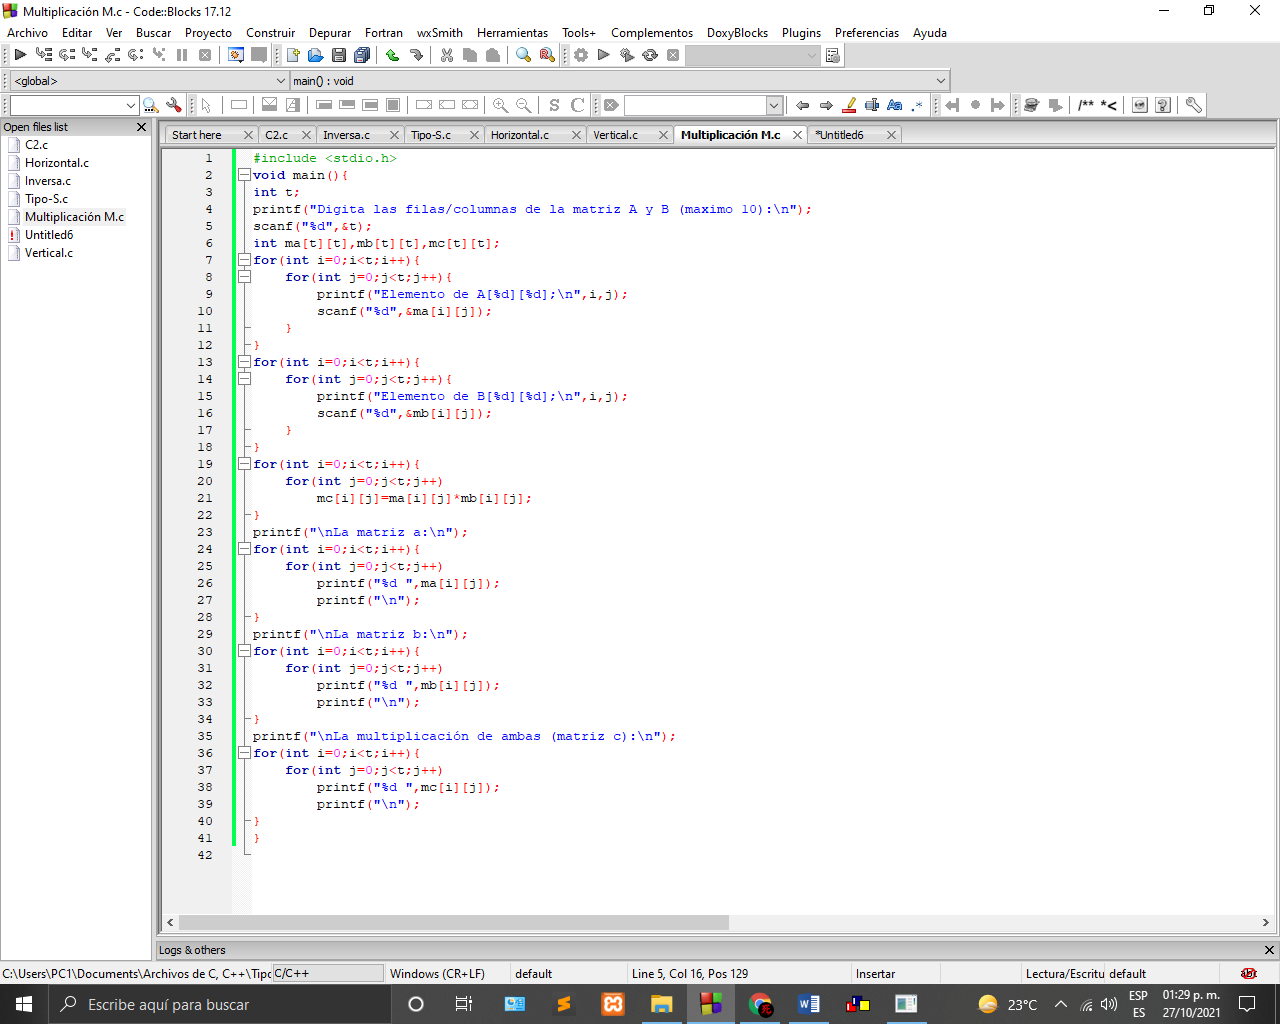 Multiplicación M.c - Code::Blocks 17.12
Archivo Editar Ver Buscar Proyecto Construir Depurar Fortran wxSmith Herramientas Tools+ Complementos DoxyBlocks Plugins Preferencias Ayuda
<global> main() : void
S C Aa .* /** *<
Open files list
C2.c
Horizontal.c
Inversa.c
Tipo-S.c
Multiplicación M.c
Untitled6
Vertical.c
Start here C2.c Inversa.c Tipo-S.c Horizontal.c Vertical.c Multiplicación M.c *Untitled6
1 #include <stdio.h>
2 void main(){
3 int t;
4 printf("Digita las filas/columnas de la matriz A y B (maximo 10):\n");
5 scanf("%d",&t);
6 int ma[t][t],mb[t][t],mc[t][t];
7 for(int i=0;i<t;i++){
8     for(int j=0;j<t;j++){
9         printf("Elemento de A[%d][%d];\n",i,j);
10         scanf("%d",&ma[i][j]);
11     }
12 }
13 for(int i=0;i<t;i++){
14     for(int j=0;j<t;j++){
15         printf("Elemento de B[%d][%d];\n",i,j);
16         scanf("%d",&mb[i][j]);
17     }
18 }
19 for(int i=0;i<t;i++){
20     for(int j=0;j<t;j++)
21         mc[i][j]=ma[i][j]*mb[i][j];
22 }
23 printf("\nLa matriz a:\n");
24 for(int i=0;i<t;i++){
25     for(int j=0;j<t;j++)
26         printf("%d ",ma[i][j]);
27         printf("\n");
28 }
29 printf("\nLa matriz b:\n");
30 for(int i=0;i<t;i++){
31     for(int j=0;j<t;j++)
32         printf("%d ",mb[i][j]);
33         printf("\n");
34 }
35 printf("\nLa multiplicación de ambas (matriz c):\n");
36 for(int i=0;i<t;i++){
37     for(int j=0;j<t;j++)
38         printf("%d ",mc[i][j]);
39         printf("\n");
40 }
41 }
42
Logs & others
C:\Users\PC1\Documents\Archivos de C, C++\Tipo C/C++ Windows (CR+LF) default Line 5, Col 16, Pos 129 Insertar Lectura/Escritu default
Escribe aquí para buscar
23°C
ESP
ES
01:29 p. m.
27/10/2021